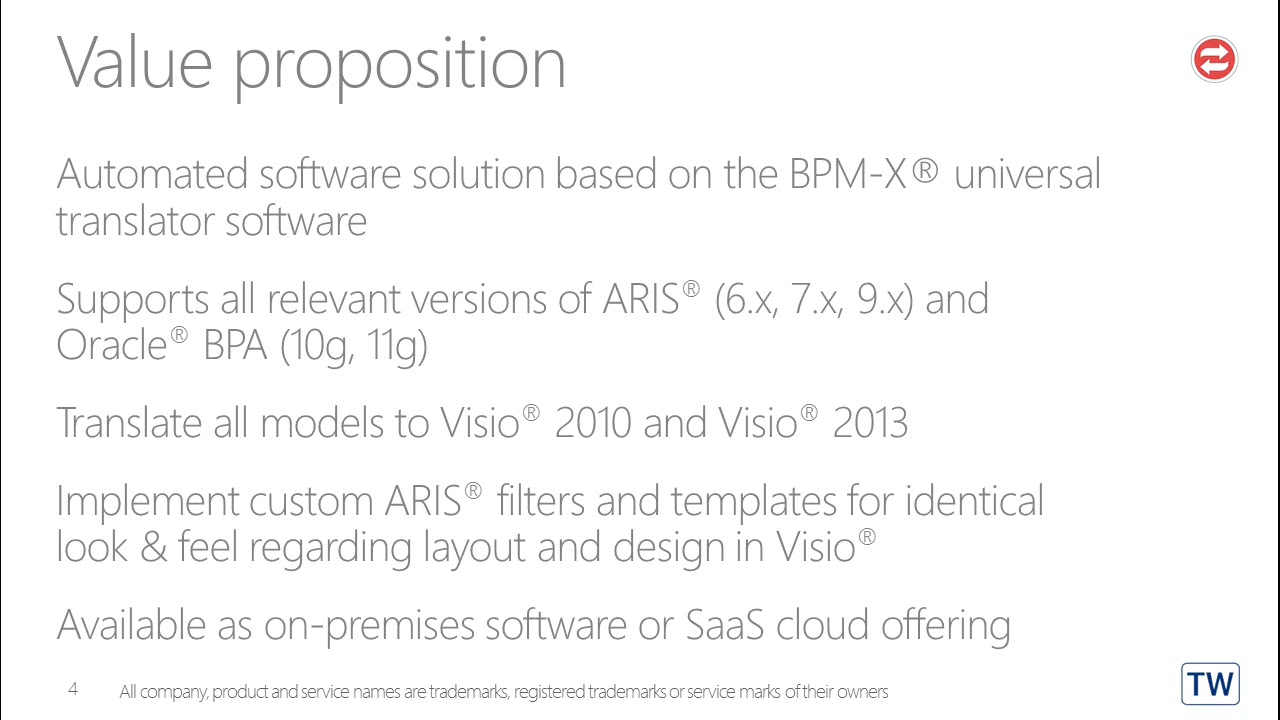 Value proposition
Automated software solution based on the BPM-X® universal
translator software
Supports all relevant versions of ARIS® (6.x, 7.x, 9.x) and
Oracle® BPA (10g, 11g)
Translate all models to Visio® 2010 and Visio® 2013
Implement custom ARIS® filters and templates for identical
look & feel regarding layout and design in Visio®
Available as on-premises software or SaaS cloud offering
4
All company, product and service names are trademarks, registered trademarks or service marks of their owners
TW